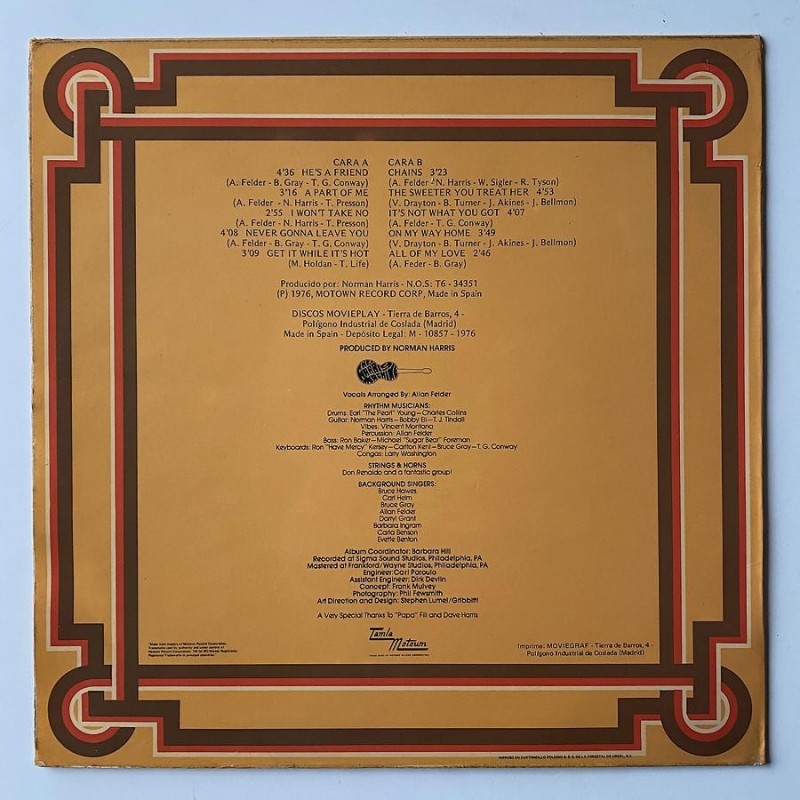 CARA A
4'36 HE'S A FRIEND
(A. Felder - B. Gray - T. G. Conway)
3'16 A PART OF ME
(A. Felder - N. Harris - T. Presson)
2'55 I WON'T TAKE NO
(A. Felder - N. Harris - T. Presson)
4'08 NEVER GONNA LEAVE YOU
(A. Felder - B. Gray - T. G. Conway)
3'09 GET IT WHILE IT'S HOT
(M. Holdan - T. Life)
CARA B
CHAINS 3'23
(A. Felder - N. Harris - W. Sigler - R. Tyson)
THE SWEETER YOU TREAT HER 4'53
(V. Drayton - B. Turner - J. Akines - J. Bellmon)
IT'S NOT WHAT YOU GOT 4'07
(A. Felder - T. G. Conway)
ON MY WAY HOME 3'49
(V. Drayton - B. Turner - J. Akines - J. Bellmon)
ALL OF MY LOVE 2'46
(A. Feder - B. Gray)
Producido por: Norman Harris - N.O.S: T6 - 34351
(P) 1976, MOTOWN RECORD CORP, Made in Spain
DISCOS MOVIEPLAY - Tierra de Barros, 4 -
Polígono Industrial de Coslada (Madrid)
Made in Spain - Depósito Legal: M - 10857 - 1976
PRODUCED BY NORMAN HARRIS
Vocals Arranged By: Allan Felder
RHYTHM MUSICIANS:
Drums: Earl "The Pearl" Young—Charles Collins
Guitar: Norman Harris—Bobby Eli—T. J. Tindall
Vibes: Vincent Montana
Percussion: Allan Felder
Bass: Ron Baker—Michael "Sugar Bear" Foreman
Keyboards: Ron "Have Mercy" Kersey—Carlton Kent—Bruce Gray—T. G. Conway
Congas: Larry Washington
STRINGS & HORNS
Don Renaldo and a fantastic group!
BACKGROUND SINGERS:
Bruce Hawes
Carl Helm
Bruce Gray
Allan Felder
Darryl Grant
Barbara Ingram
Carla Benson
Evette Benton
Album Coordinator: Barbara Hill
Recorded at Sigma Sound Studios, Philadelphia, PA
Mastered at Frankford/Wayne Studios, Philadelphia, PA
Engineer: Carl Paroulo
Assistant Engineer: Dirk Devlin
Concept: Frank Mulvey
Photography: Phil Fewsmith
Art Direction and Design: Stephen Lumel/Gribbitt!
A Very Special Thanks To "Papa" Fill and Dave Harris
Tamla
Motown
Imprime: MOVIEGRAF - Tierra de Barros, 4 -
Polígono Industrial de Coslada (Madrid)